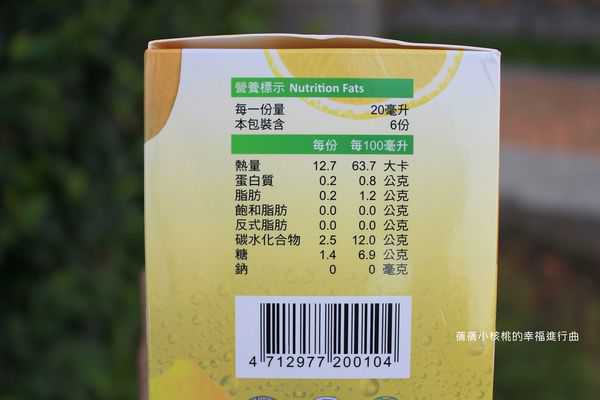 營養標示 Nutrition Fats
每一份量 20毫升
本包裝含 6份
每份 每100毫升
熱量 12.7 63.7 大卡
蛋白質 0.2 0.8 公克
脂肪 0.2 1.2 公克
飽和脂肪 0.0 0.0 公克
反式脂肪 0.0 0.0 公克
碳水化合物 2.5 12.0 公克
糖 1.4 6.9 公克
鈉 0 0 毫克
4 712977 200104
蓓蓓小核桃的幸福進行曲